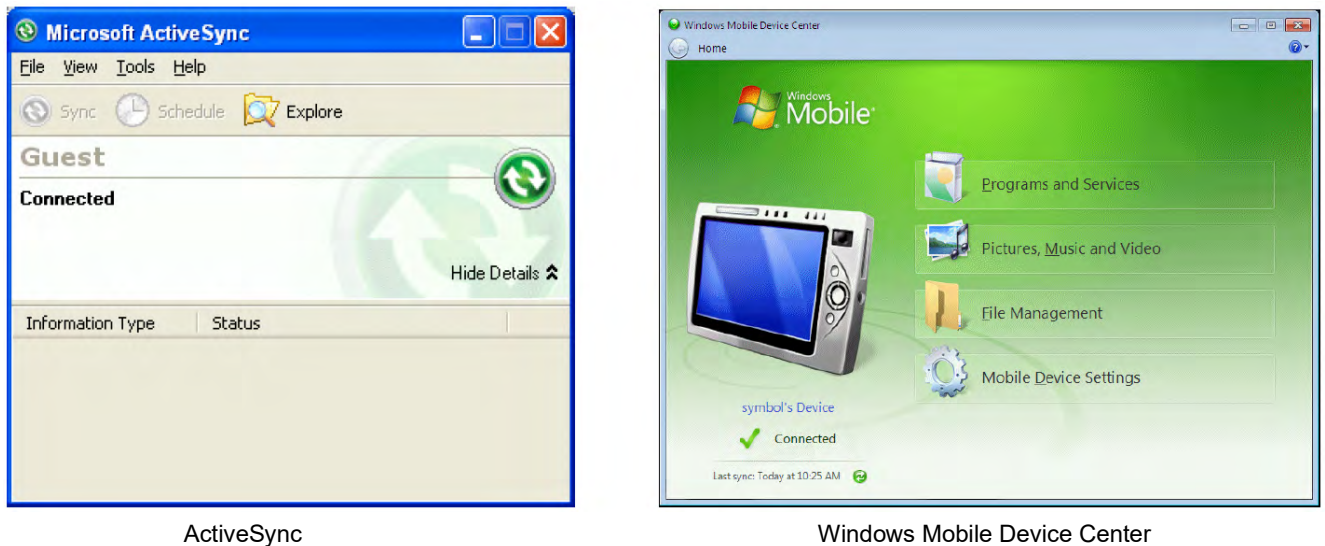 Microsoft ActiveSync
File View Tools Help
Sync Schedule Explore
Guest
Connected
Hide Details
Information Type Status
ActiveSync
Windows Mobile Device Center
Home
Windows
Mobile
Programs and Services
Pictures, Music and Video
File Management
Mobile Device Settings
symbol's Device
Connected
Last sync: Today at 10:25 AM
Windows Mobile Device Center